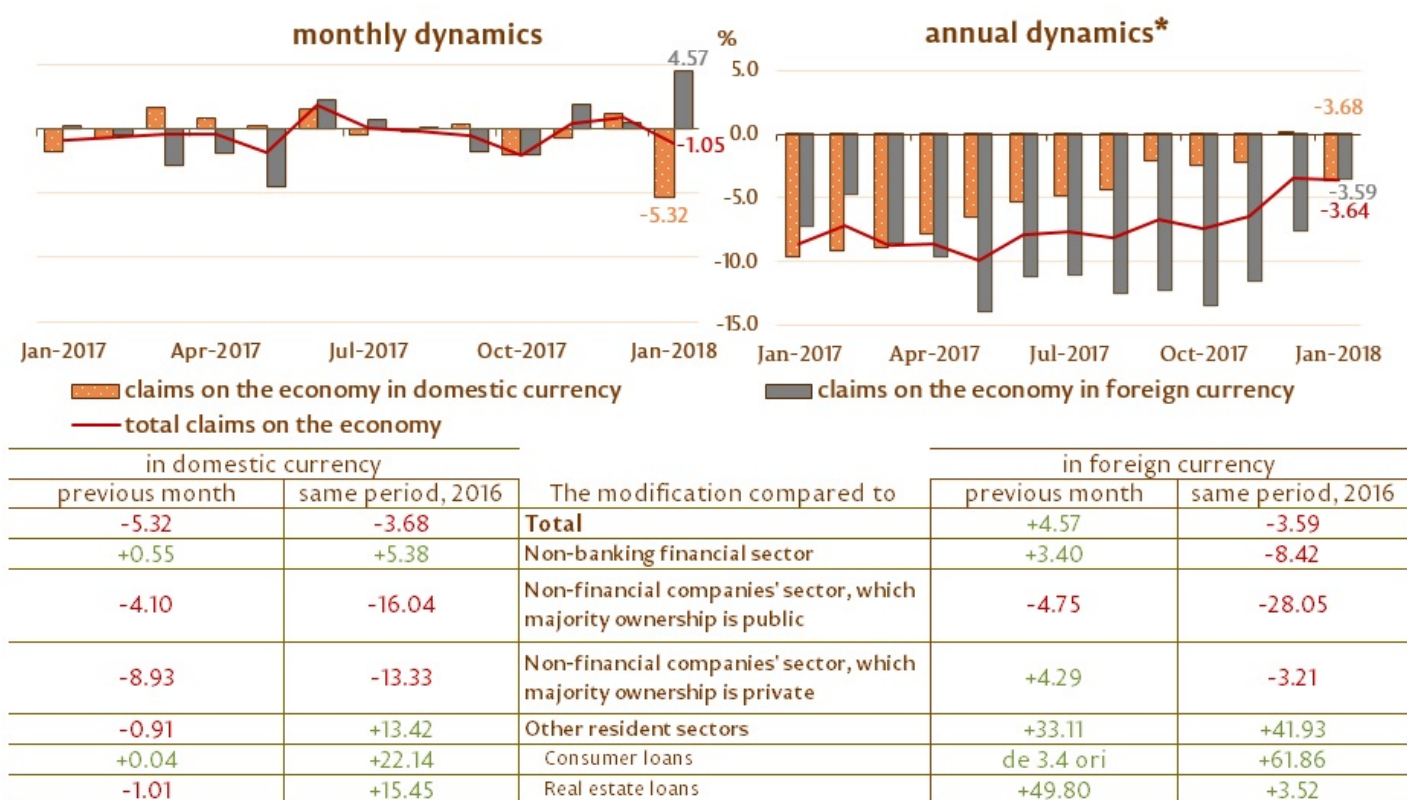 monthly dynamics
%
annual dynamics*
4.57
-1.05
-5.32
5.0
0.0
-5.0
-10.0
-15.0
-3.68
-3.59
-3.64
Jan-2017 Apr-2017 Jul-2017 Oct-2017 Jan-2018
Jan-2017 Apr-2017 Jul-2017 Oct-2017 Jan-2018
claims on the economy in domestic currency
claims on the economy in foreign currency
total claims on the economy
in domestic currency in foreign currency
previous month same period, 2016 The modification compared to previous month same period, 2016
-5.32 -3.68 Total +4.57 -3.59
+0.55 +5.38 Non-banking financial sector +3.40 -8.42
-4.10 -16.04 Non-financial companies' sector, which
majority ownership is public -4.75 -28.05
-8.93 -13.33 Non-financial companies' sector, which
majority ownership is private +4.29 -3.21
-0.91 +13.42 Other resident sectors +33.11 +41.93
+0.04 +22.14 Consumer loans de 3.4 ori +61.86
-1.01 +15.45 Real estate loans +49.80 +3.52